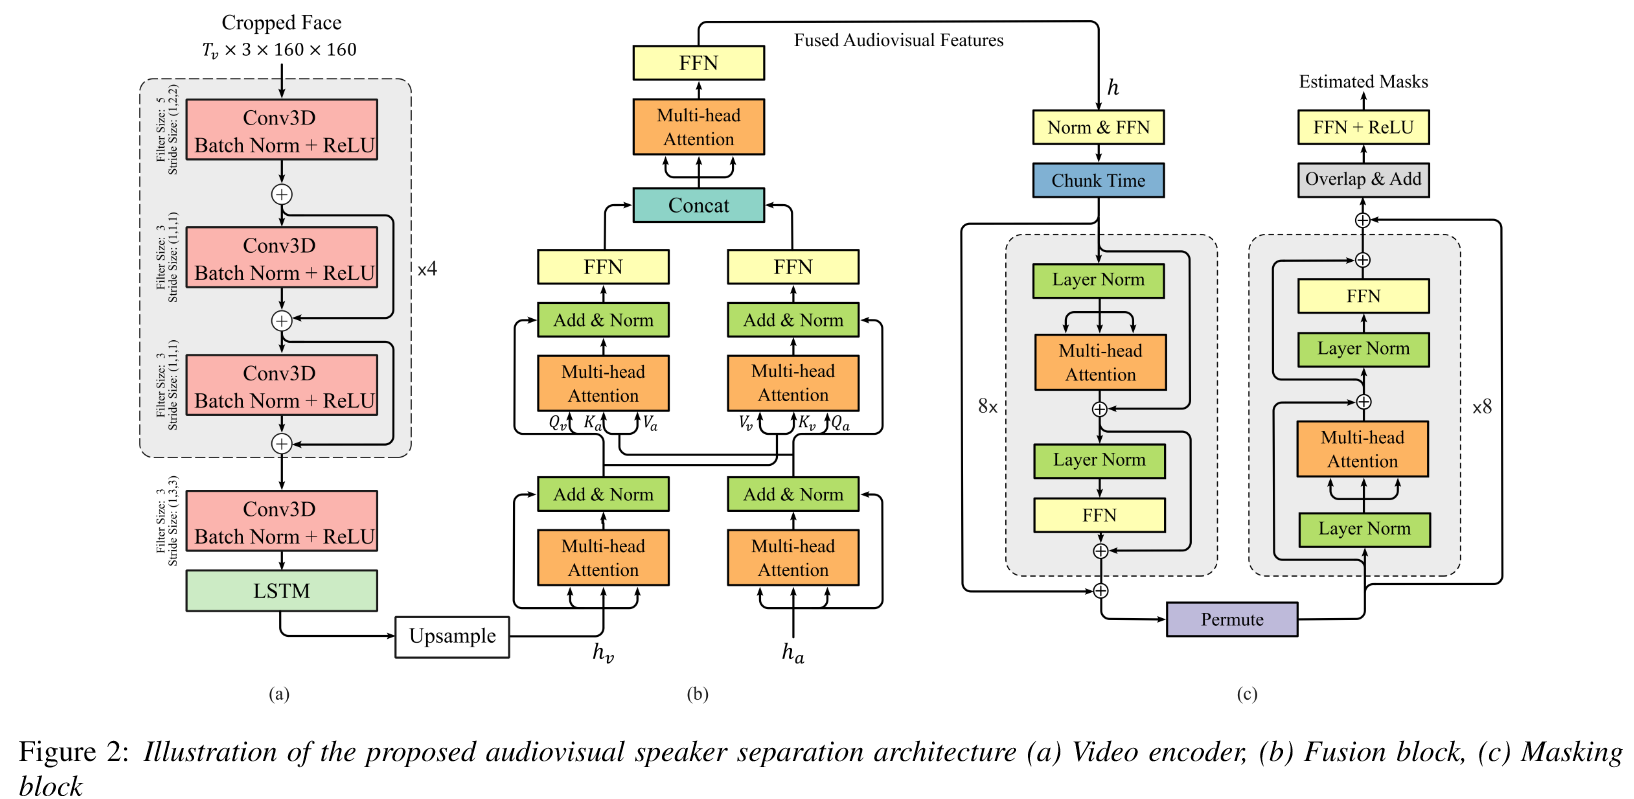 Cropped Face
T_v × 3 × 160 × 160
Filter Size: 5
Stride Size: (1,2,2)
Conv3D
Batch Norm + ReLU
Filter Size: 3
Stride Size: (1,1,1)
Conv3D
Batch Norm + ReLU
x4
Filter Size: 3
Stride Size: (1,1,1)
Conv3D
Batch Norm + ReLU
Filter Size: 3
Stride Size: (1,3,3)
Conv3D
Batch Norm + ReLU
LSTM
Upsample
(a)
FFN
Fused Audiovisual Features
Multi-head
Attention
Concat
FFN
FFN
Add & Norm
Add & Norm
Multi-head
Attention
Multi-head
Attention
Q_v K_a V_a
V_v K_v Q_a
Add & Norm
Add & Norm
Multi-head
Attention
Multi-head
Attention
h_v
h_a
(b)
h
Norm & FFN
Chunk Time
Layer Norm
Multi-head
Attention
8x
Layer Norm
FFN
Permute
Estimated Masks
FFN + ReLU
Overlap & Add
FFN
Layer Norm
x8
Multi-head
Attention
Layer Norm
(c)
Figure 2: Illustration of the proposed audiovisual speaker separation architecture (a) Video encoder, (b) Fusion block, (c) Masking
block